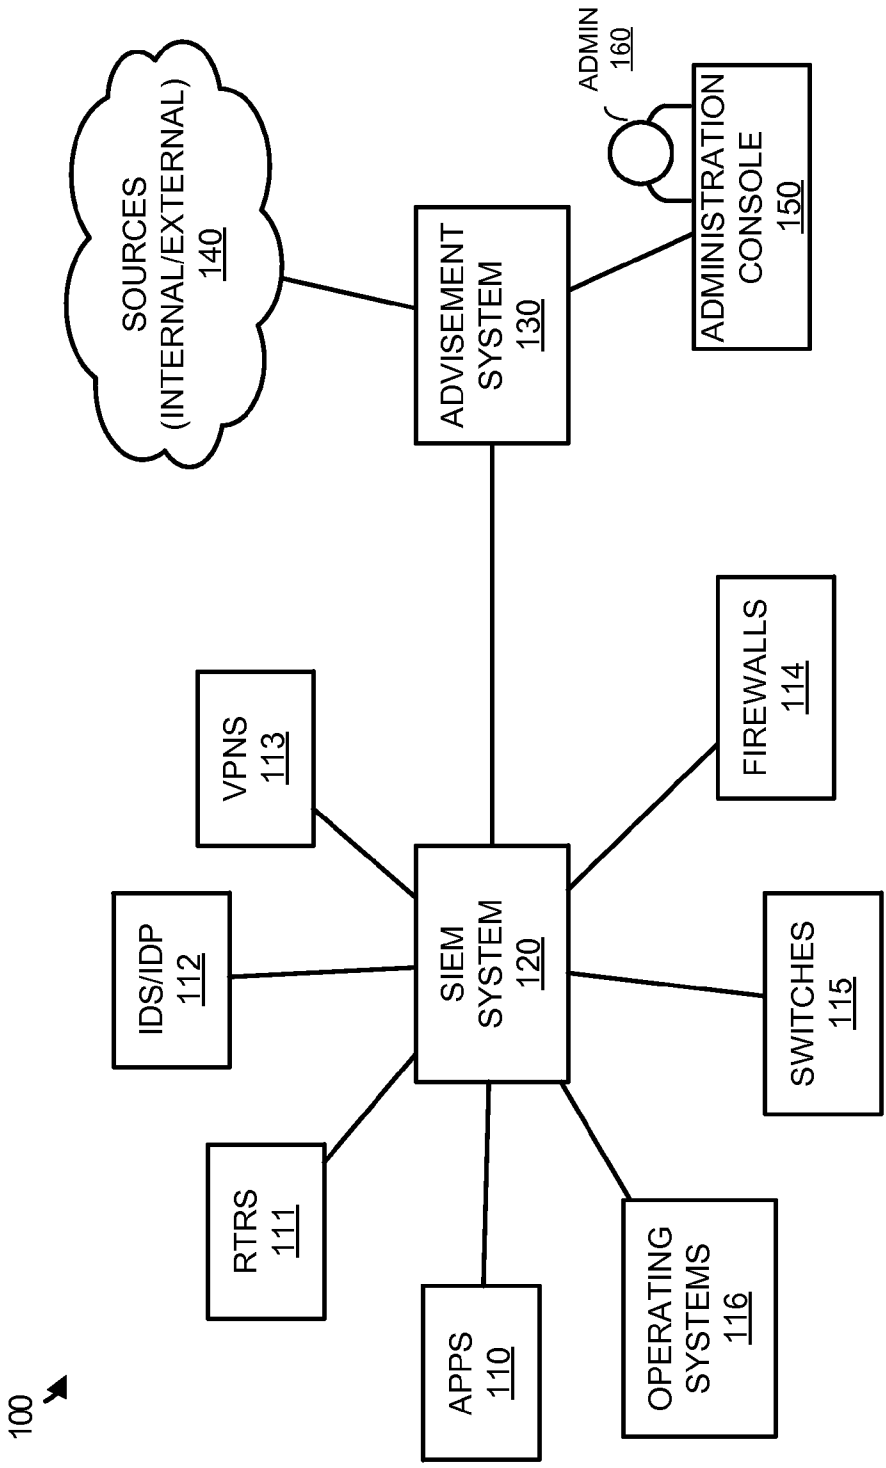 100
APPS
110
RTRS
111
IDS/IDP
112
VPNS
113
FIREWALLS
114
SWITCHES
115
OPERATING
SYSTEMS
116
SIEM
SYSTEM
120
ADVISEMENT
SYSTEM
130
SOURCES
(INTERNAL/EXTERNAL)
140
ADMINISTRATION
CONSOLE
150
ADMIN
160